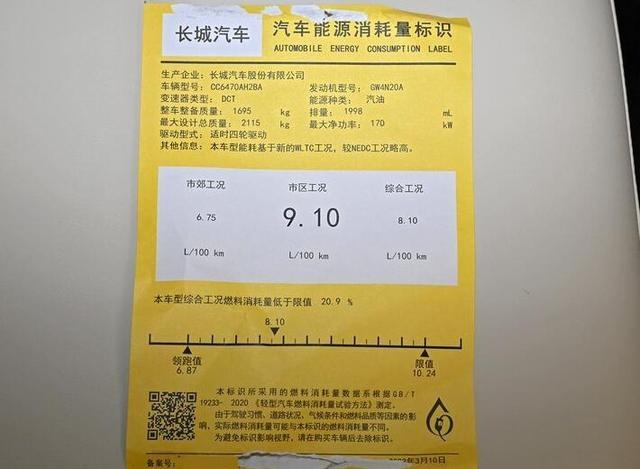 长城汽车
汽车能源消耗量标识
AUTOMOBILE ENERGY CONSUMPTION LABEL
生产企业：长城汽车股份有限公司
车辆型号：CC6470AH2BA 发动机型号：GW4N20A
变速器类型：DCT 能源种类：汽油
整车整备质量：1695 kg 排量：1998 mL
最大设计总质量：2115 kg 最大净功率：170 kW
驱动型式：适时四轮驱动
其他信息：本车型能耗基于新的WLTC工况，较NEDC工况略高。
市郊工况 市区工况 综合工况
6.75 9.10 8.10
L/100 km L/100 km L/100 km
本车型综合工况燃料消耗量低于限值 20.9 %
8.10
领跑值 限值
6.87 10.24
本标识所采用的燃料消耗量数据系根据GB/T
19233- 2020 《轻型汽车燃料消耗量试验方法》测定。
由于驾驶习惯、道路状况、气候条件和燃料品质等因素的影
响，实际燃料消耗量可能与本标识的燃料消耗量不同。
为避免标识影响视野，请在购买车辆后去除标识。
备案号：
年3月10日